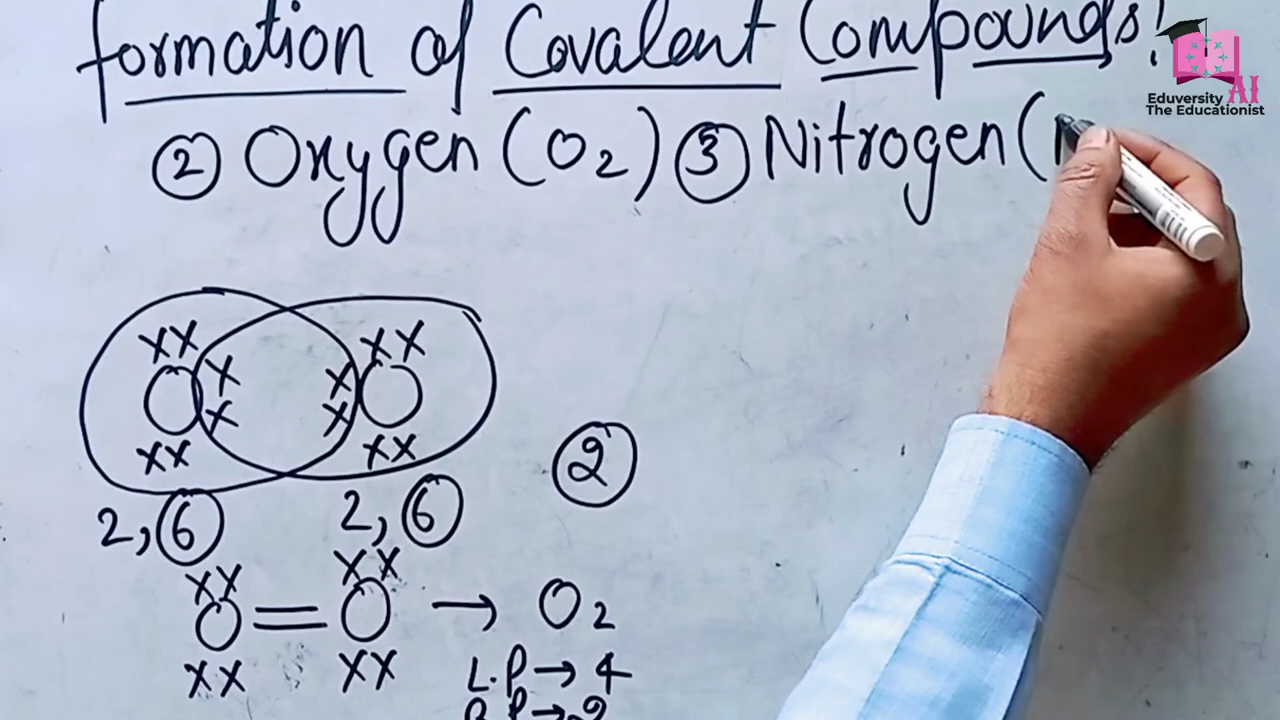 formation of Covalent Compounds!
Eduversity AI
The Educationist
② Oxygen (O₂) ③ Nitrogen (
XX XX
O X X O
X X
XX XX
②
2, ⑥ 2, ⑥
XX XX
O = O → O₂
XX XX
L.P → 4
B.P → 2